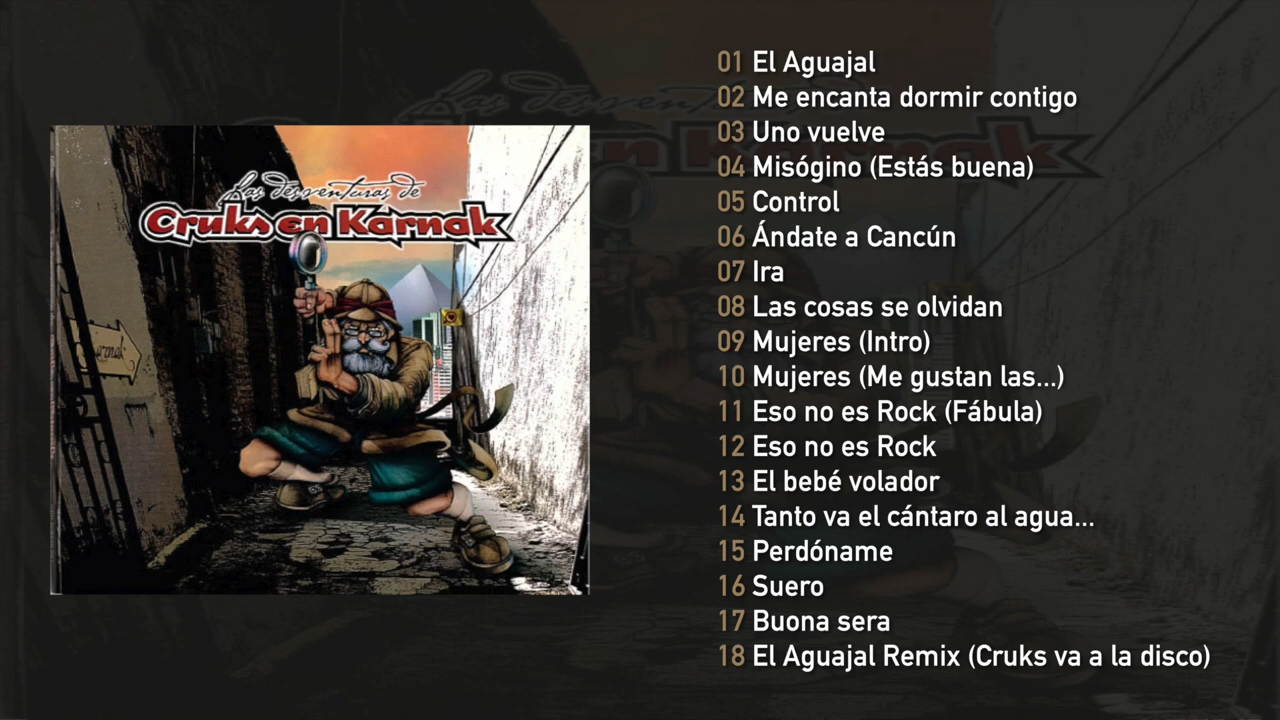 Las desventuras de
Cruks en Karnak
Karnak
01 El Aguajal
02 Me encanta dormir contigo
03 Uno vuelve
04 Misógino (Estás buena)
05 Control
06 Ándate a Cancún
07 Ira
08 Las cosas se olvidan
09 Mujeres (Intro)
10 Mujeres (Me gustan las...)
11 Eso no es Rock (Fábula)
12 Eso no es Rock
13 El bebé volador
14 Tanto va el cántaro al agua...
15 Perdóname
16 Suero
17 Buona sera
18 El Aguajal Remix (Cruks va a la disco)